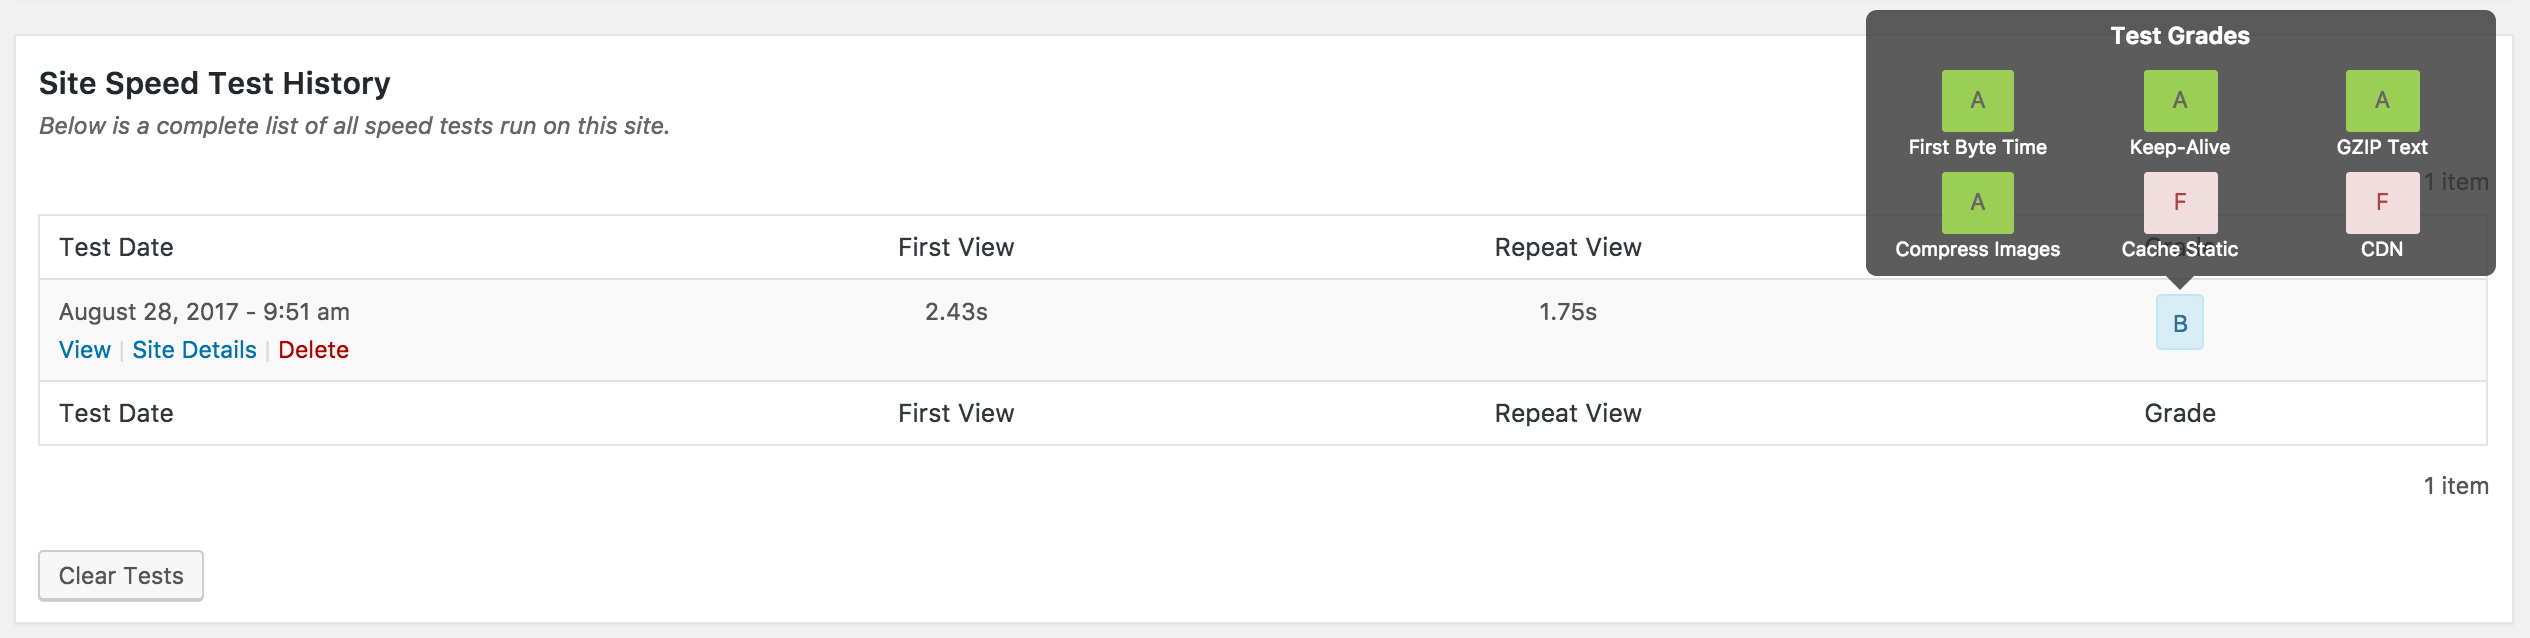 Test Grades
A A A
First Byte Time Keep-Alive GZIP Text
A F F
Compress Images Cache Static CDN
Site Speed Test History
Below is a complete list of all speed tests run on this site.
1 item
Test Date First View Repeat View Grade
August 28, 2017 - 9:51 am 2.43s 1.75s B
View | Site Details | Delete
Test Date First View Repeat View Grade
1 item
Clear Tests